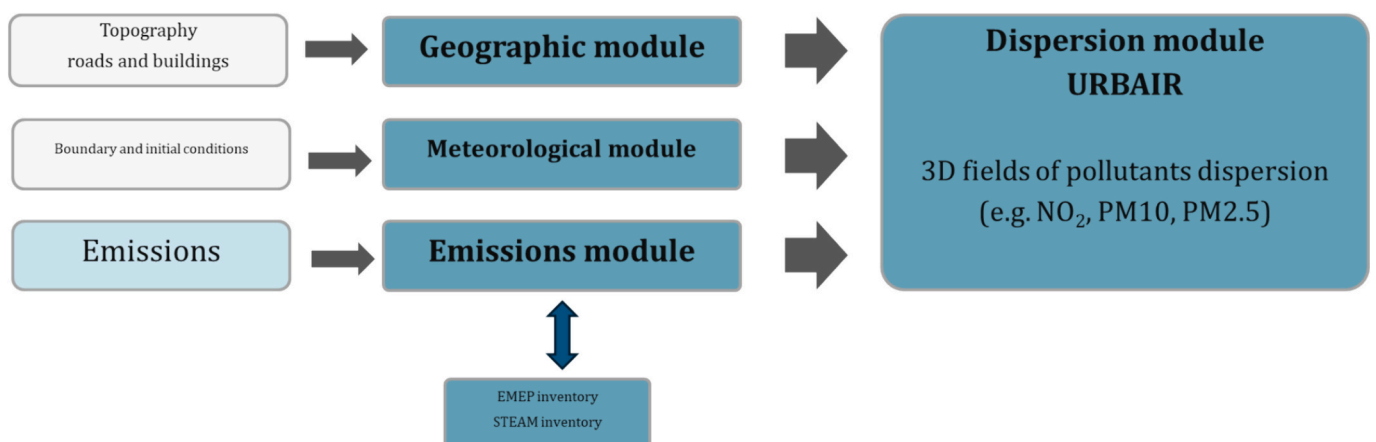 Topography
roads and buildings
Geographic module
Dispersion module
URBAIR
Boundary and initial conditions
Meteorological module
3D fields of pollutants dispersion
(e.g. NO₂, PM10, PM2.5)
Emissions
Emissions module
EMEP inventory
STEAM inventory